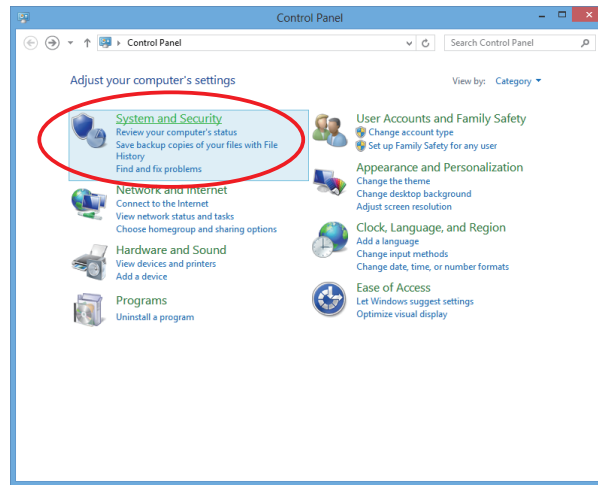 Control Panel
Control Panel
Search Control Panel
Adjust your computer's settings
View by: Category
System and Security
Review your computer's status
Save backup copies of your files with File
History
Find and fix problems
Network and Internet
Connect to the Internet
View network status and tasks
Choose homegroup and sharing options
Hardware and Sound
View devices and printers
Add a device
Programs
Uninstall a program
User Accounts and Family Safety
Change account type
Set up Family Safety for any user
Appearance and Personalization
Change the theme
Change desktop background
Adjust screen resolution
Clock, Language, and Region
Add a language
Change input methods
Change date, time, or number formats
Ease of Access
Let Windows suggest settings
Optimize visual display